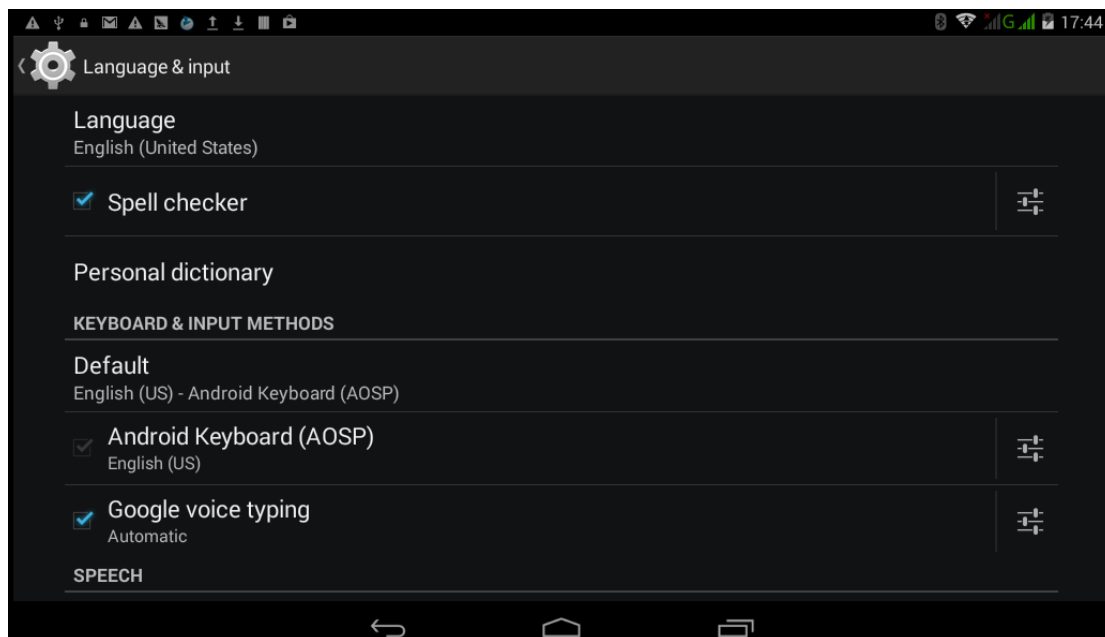 G 17:44
Language & input
Language
English (United States)
Spell checker
Personal dictionary
KEYBOARD & INPUT METHODS
Default
English (US) - Android Keyboard (AOSP)
Android Keyboard (AOSP)
English (US)
Google voice typing
Automatic
SPEECH